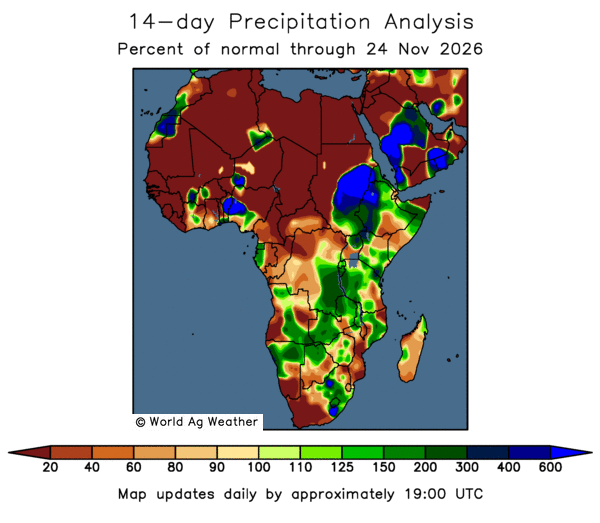 14-day Precipitation Analysis
Percent of normal through 24 Nov 2026
© World Ag Weather
20 40 60 80 90 100 110 125 150 200 300 400 600
Map updates daily by approximately 19:00 UTC